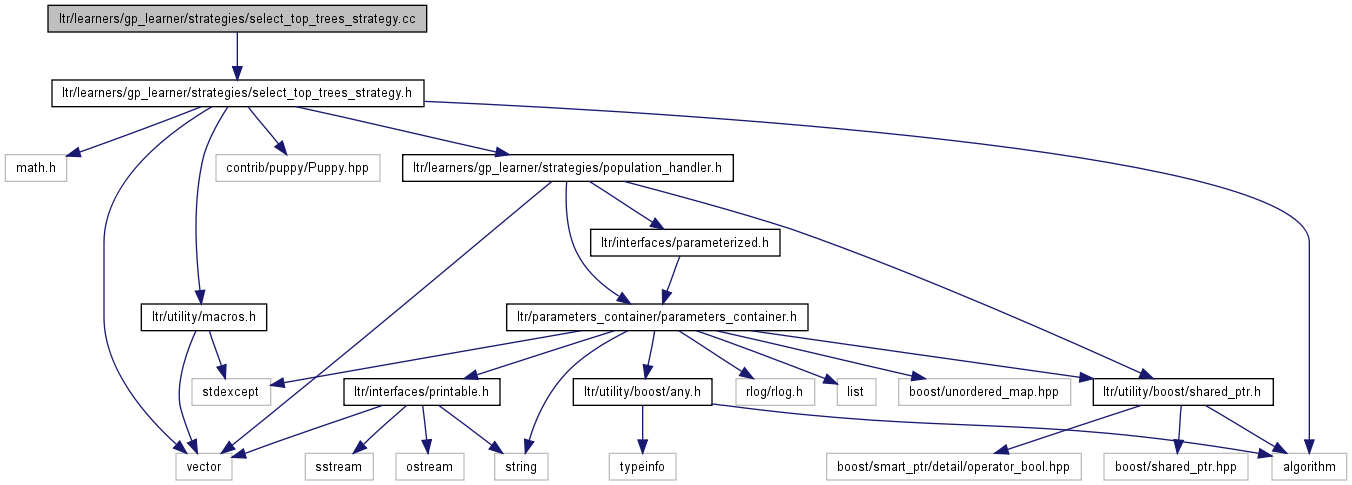 ltr/learners/gp_learner/strategies/select_top_trees_strategy.cc
ltr/learners/gp_learner/strategies/select_top_trees_strategy.h
math.h
contrib/puppy/Puppy.hpp
ltr/learners/gp_learner/strategies/population_handler.h
ltr/interfaces/parameterized.h
ltr/utility/macros.h
ltr/parameters_container/parameters_container.h
stdexcept
ltr/interfaces/printable.h
ltr/utility/boost/any.h
rlog/rlog.h
list
boost/unordered_map.hpp
ltr/utility/boost/shared_ptr.h
vector
sstream
ostream
string
typeinfo
boost/smart_ptr/detail/operator_bool.hpp
boost/shared_ptr.hpp
algorithm